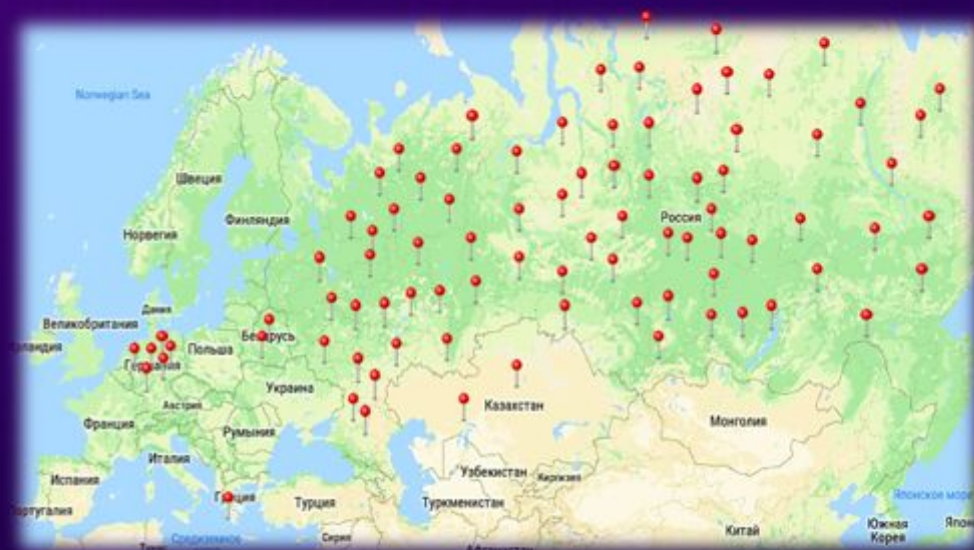 Norwegian Sea
Швеция
Финляндия
Россия
Норвегия
Дания
Великобритания
Беларусь
Польша
Германия
Украина
Австрия
Казахстан
Франция
Монголия
Румыния
Италия
Узбекистан
Киргизия
Испания
Греция
Турция
Туркменистан
Китай
Южная
Корея
Сирия